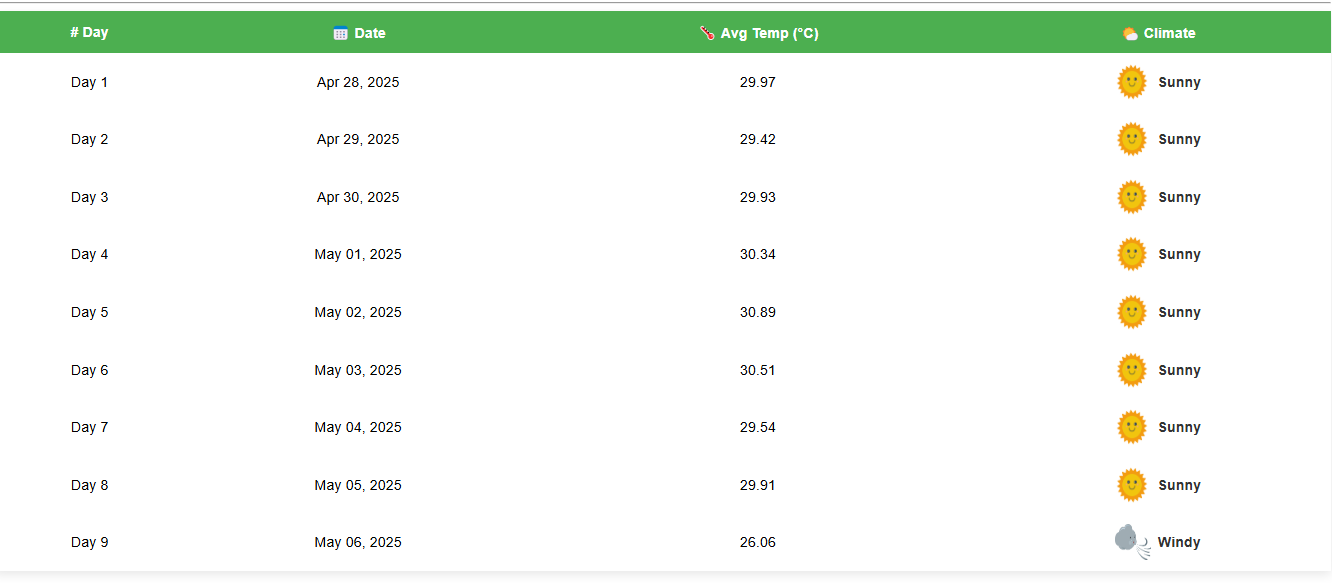 # Day Date Avg Temp (°C) Climate
Day 1 Apr 28, 2025 29.97 Sunny
Day 2 Apr 29, 2025 29.42 Sunny
Day 3 Apr 30, 2025 29.93 Sunny
Day 4 May 01, 2025 30.34 Sunny
Day 5 May 02, 2025 30.89 Sunny
Day 6 May 03, 2025 30.51 Sunny
Day 7 May 04, 2025 29.54 Sunny
Day 8 May 05, 2025 29.91 Sunny
Day 9 May 06, 2025 26.06 Windy